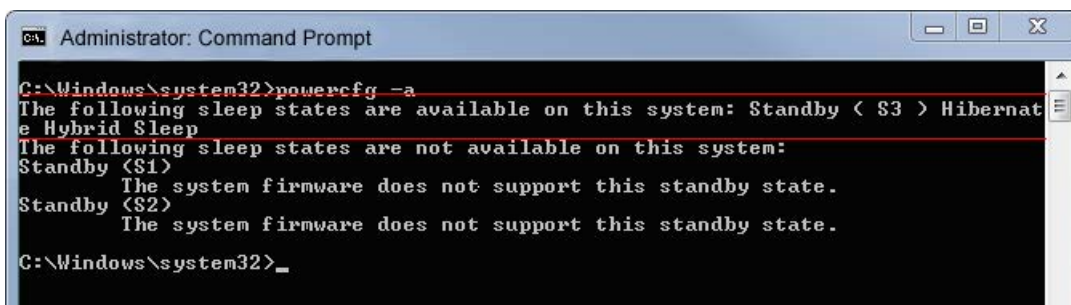 Administrator: Command Prompt
C:\Windows\system32>powercfg -a
The following sleep states are available on this system: Standby ( S3 ) Hibernat
e Hybrid Sleep
The following sleep states are not available on this system:
Standby (S1)
The system firmware does not support this standby state.
Standby (S2)
The system firmware does not support this standby state.
C:\Windows\system32>_